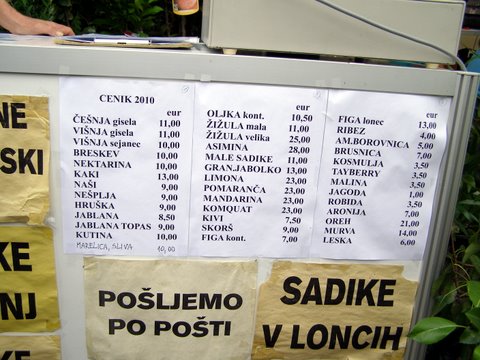 CENIK 2010
eur
ČEŠNJA gisela 11,00
VIŠNJA gisela 11,00
VIŠNJA sejanec 10,00
BRESKEV 10,00
NEKTARINA 10,00
KAKI 13,00
NAŠI 9,00
NEŠPLJA 9,00
HRUŠKA 9,00
JABLANA 8,50
JABLANA TOPAS 9,00
KUTINA 10,00
MARELICA, SLIVA 10,00
eur
OLJKA kont. 10,50
ŽIŽULA mala 11,00
ŽIŽULA velika 25,00
ASIMINA 28,00
MALE SADIKE 11,00
GRANJABOLKO 13,00
LIMONA 23,00
POMARANČA 23,00
MANDARINA 23,00
KOMQUAT 23,00
KIVI 7,50
SKORŠ 9,00
FIGA kont. 7,00
eur
FIGA lonec 13,00
RIBEZ 4,00
AM.BOROVNICA 5,00
BRUSNICA 7,00
KOSMULJA 3,50
TAYBERRY 3,50
MALINA 3,50
JAGODA 1,00
ROBIDA 3,50
ARONIJA 7,00
OREH 21,00
MURVA 14,00
LESKA 6,00
NE
SKI
KE
NJ
KE
POŠLJEMO
PO POŠTI
SADIKE
V LONCIH